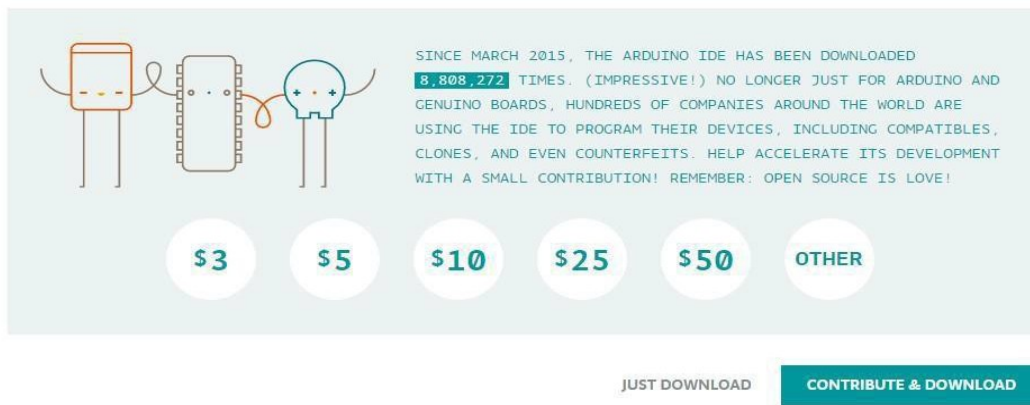 SINCE MARCH 2015, THE ARDUINO IDE HAS BEEN DOWNLOADED
8,808,272 TIMES. (IMPRESSIVE!) NO LONGER JUST FOR ARDUINO AND
GENUINO BOARDS, HUNDREDS OF COMPANIES AROUND THE WORLD ARE
USING THE IDE TO PROGRAM THEIR DEVICES, INCLUDING COMPATIBLES,
CLONES, AND EVEN COUNTERFEITS. HELP ACCELERATE ITS DEVELOPMENT
WITH A SMALL CONTRIBUTION! REMEMBER: OPEN SOURCE IS LOVE!
$3 $5 $10 $25 $50 OTHER
JUST DOWNLOAD CONTRIBUTE & DOWNLOAD